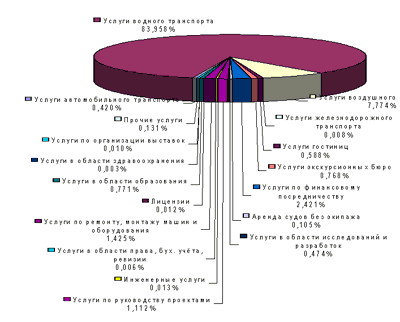 Услуги водного транспорта
83,958%
Услуги воздушного
7,774%
Услуги автомобильного транспорта
0,420%
Услуги железнодорожного
транспорта
0,008%
Прочие услуги
0,131%
Услуги гостиниц
0,588%
Услуги по организации выставок
0,010%
Услуги экскурсионных бюро
0,768%
Услуги в области здравоохранения
0,003%
Услуги по финансовому
посредничеству
2,421%
Услуги в области образования
0,771%
Лицензии
0,012%
Аренда судов без экипажа
0,105%
Услуги по ремонту, монтажу машин и
оборудования
1,425%
Услуги в области исследований и
разработок
0,474%
Услуги в области права, бух. учёта,
ревизии
0,006%
Инженерные услуги
0,013%
Услуги по руководству проектами
1,112%